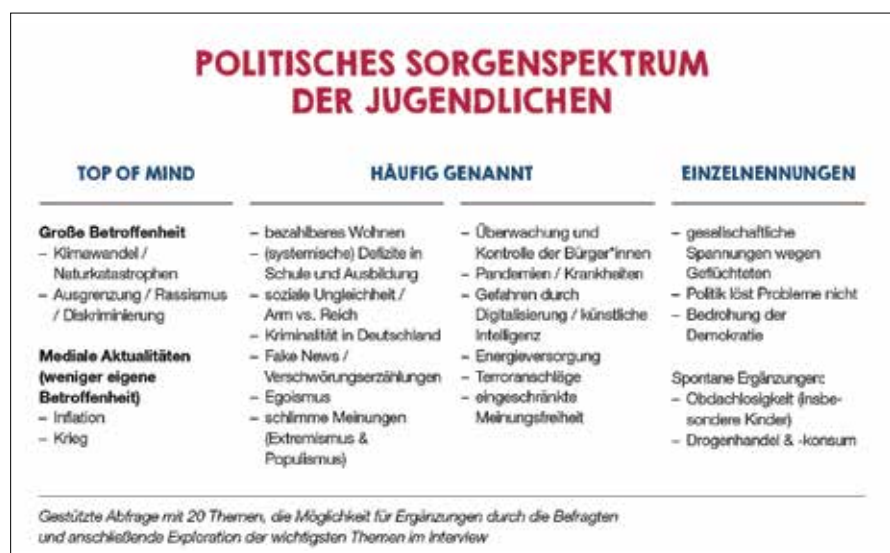 POLITISCHES SORGENSPEKTRUM
DER JUGENDLICHEN
TOP OF MIND
Große Betroffenheit
– Klimawandel /
Naturkatastrophen
– Ausgrenzung / Rassismus
/ Diskriminierung
Mediale Aktualitäten
(weniger eigene
Betroffenheit)
– Inflation
– Krieg
HÄUFIG GENANNT
– bezahlbares Wohnen
– (systemische) Defizite in
Schule und Ausbildung
– soziale Ungleichheit /
Arm vs. Reich
– Kriminalität in Deutschland
– Fake News /
Verschwörungserzählungen
– Egoismus
– schlimme Meinungen
(Extremismus &
Populismus)
– Überwachung und
Kontrolle der Bürger*innen
– Pandemien / Krankheiten
– Gefahren durch
Digitalisierung / künstliche
Intelligenz
– Energieversorgung
– Terroranschläge
– eingeschränkte
Meinungsfreiheit
EINZELNENNUNGEN
– gesellschaftliche
Spannungen wegen
Geflüchteten
– Politik löst Probleme nicht
– Bedrohung der
Demokratie
Spontane Ergänzungen:
– Obdachlosigkeit (insbe-
sondere Kinder)
– Drogenhandel & -konsum
Gestützte Abfrage mit 20 Themen, die Möglichkeit für Ergänzungen durch die Befragten
und anschließende Exploration der wichtigsten Themen im Interview